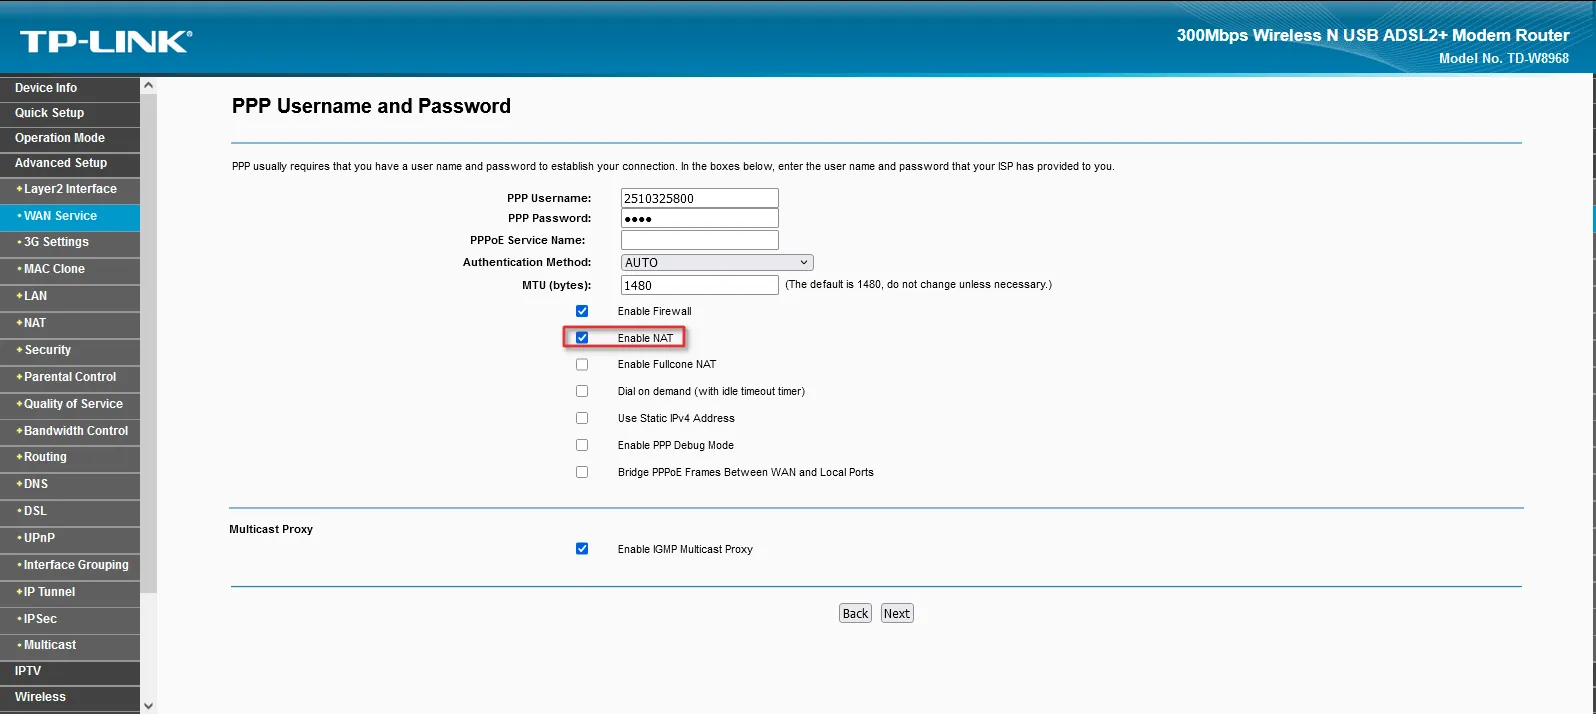 TP-LINK®
300Mbps Wireless N USB ADSL2+ Modem Router
Model No. TD-W8968
Device Info
Quick Setup
Operation Mode
Advanced Setup
Layer2 Interface
WAN Service
3G Settings
MAC Clone
LAN
NAT
Security
Parental Control
Quality of Service
Bandwidth Control
Routing
DNS
DSL
UPnP
Interface Grouping
IP Tunnel
IPSec
Multicast
IPTV
Wireless
PPP Username and Password
PPP usually requires that you have a user name and password to establish your connection. In the boxes below, enter the user name and password that your ISP has provided to you.
PPP Username: 2510325800
PPP Password: ●●●●
PPPoE Service Name:
Authentication Method: AUTO
MTU (bytes): 1480 (The default is 1480, do not change unless necessary.)
Enable Firewall
Enable NAT
Enable Fullcone NAT
Dial on demand (with idle timeout timer)
Use Static IPv4 Address
Enable PPP Debug Mode
Bridge PPPoE Frames Between WAN and Local Ports
Multicast Proxy
Enable IGMP Multicast Proxy
Back Next